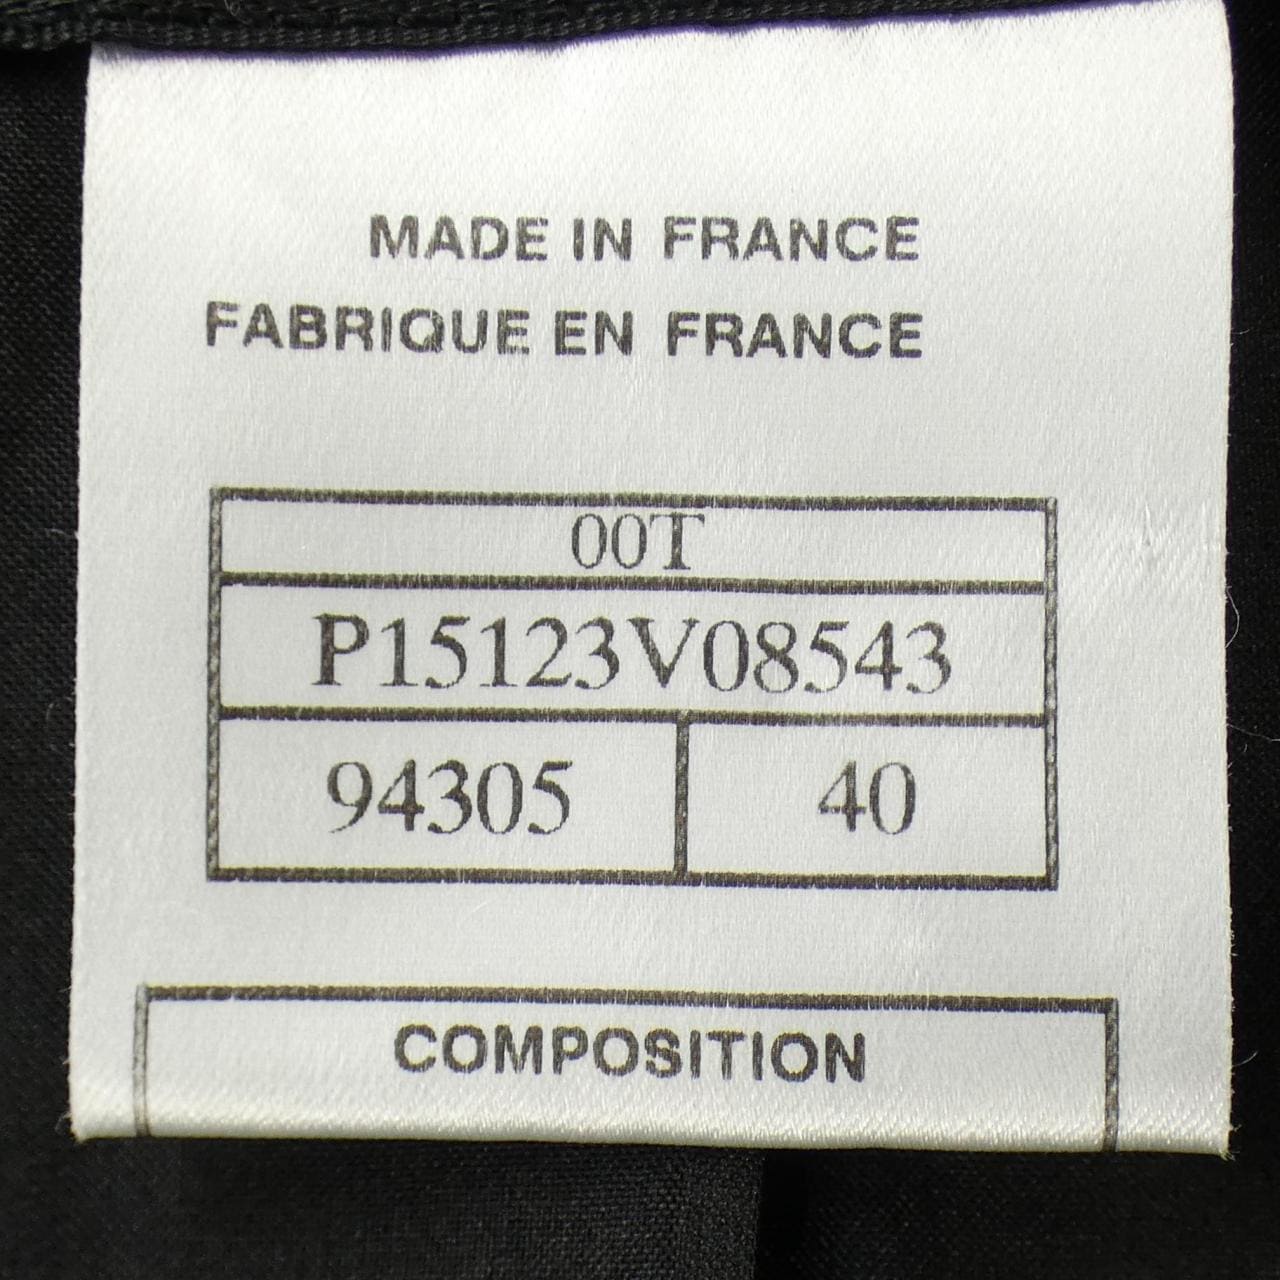 MADE IN FRANCE
FABRIQUE EN FRANCE
00T
P15123V08543
94305 40
COMPOSITION